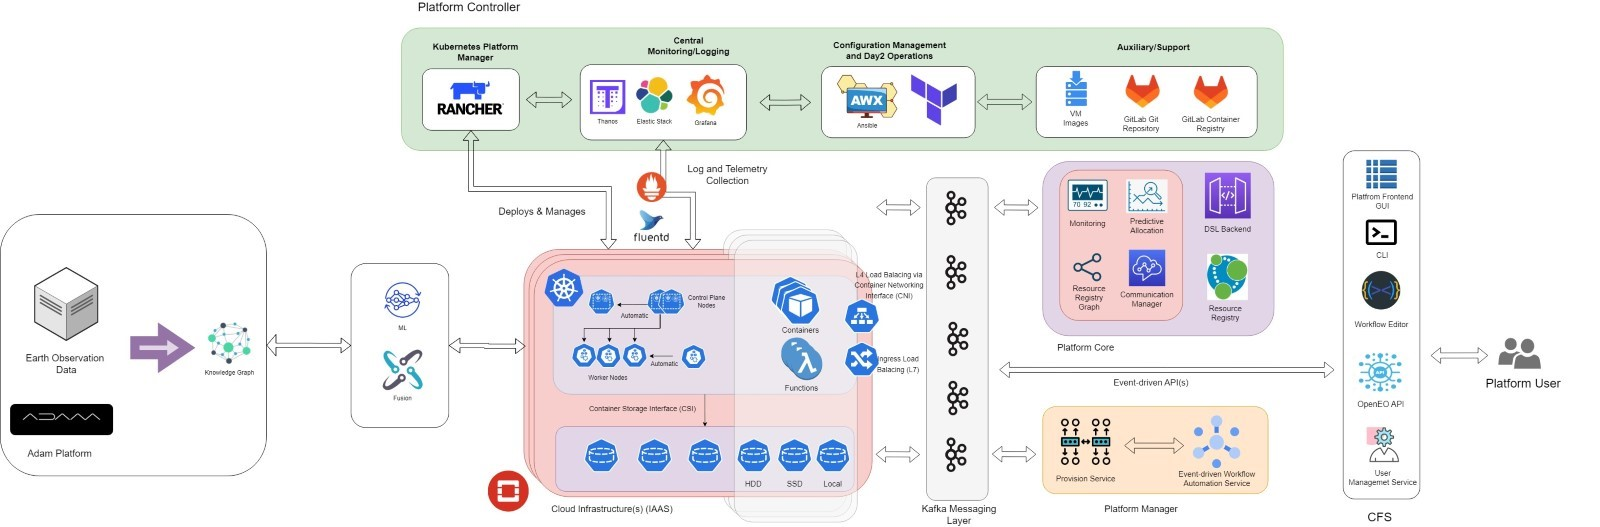 Platform Controller
Kubernetes Platform
Manager
Central
Monitoring/Logging
Configuration Management
and Day2 Operations
Auxiliary/Support
RANCHER
Thanos
Elastic Stack
Grafana
AWX
Ansible
VM
Images
GitLab Git
Repository
GitLab Container
Registry
Log and Telemetry
Collection
Deploys & Manages
fluentd
Earth Observation
Data
Knowledge Graph
ADAM
Adam Platform
ML
Fusion
Automatic
Control Plane
Nodes
Worker Nodes
Automatic
Containers
Functions
L4 Load Balacing via
Container Networking
Interface (CNI)
Ingress Load
Balacing (L7)
Container Storage Interface (CSI)
HDD
SSD
Local
Cloud Infrastructure(s) (IAAS)
Kafka Messaging
Layer
70 92
Monitoring
Predictive
Allocation
DSL Backend
Resource
Registry
Graph
Communication
Manager
Resource
Registry
Platform Core
Event-driven API(s)
Provision Service
Event-driven Workflow
Automation Service
Platform Manager
Platfrom Frontend
GUI
CLI
Workflow Editor
API
OpenEO API
User
Managemet Service
CFS
Platform User